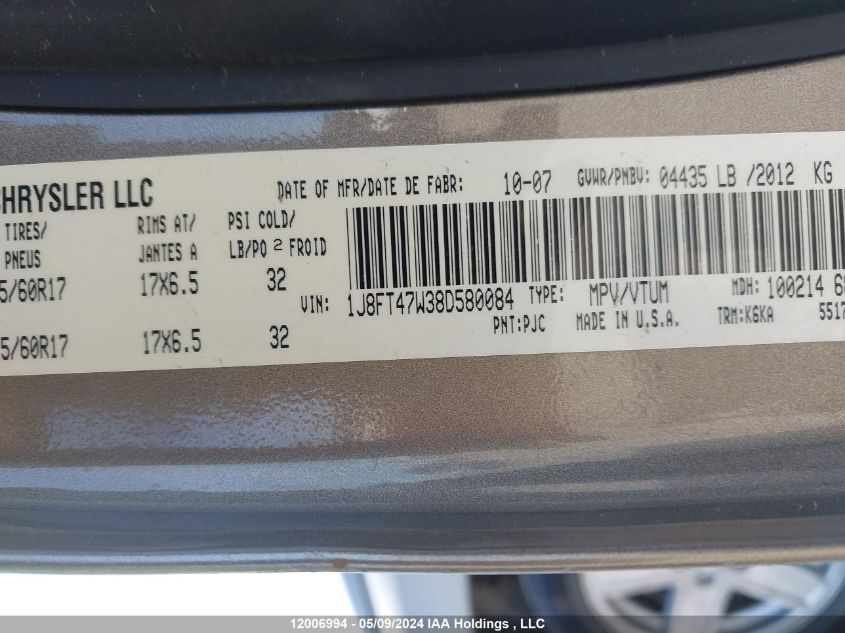 CHRYSLER LLC DATE OF MFR/DATE DE FABR: 10-07 GVWR/PNBV: 04435 LB /2012 KG
TIRES/ RIMS AT/ PSI COLD/
PNEUS JANTES A LB/PO 2 FROID
5/60R17 17X6.5 32
VIN: 1J8FT47W38D580084 TYPE: MPV/VTUM MDH: 100214
5/60R17 17X6.5 32 PNT:PJC MADE IN U.S.A. TRM:K6KA 5517
12006994 - 05/09/2024 IAA Holdings, LLC